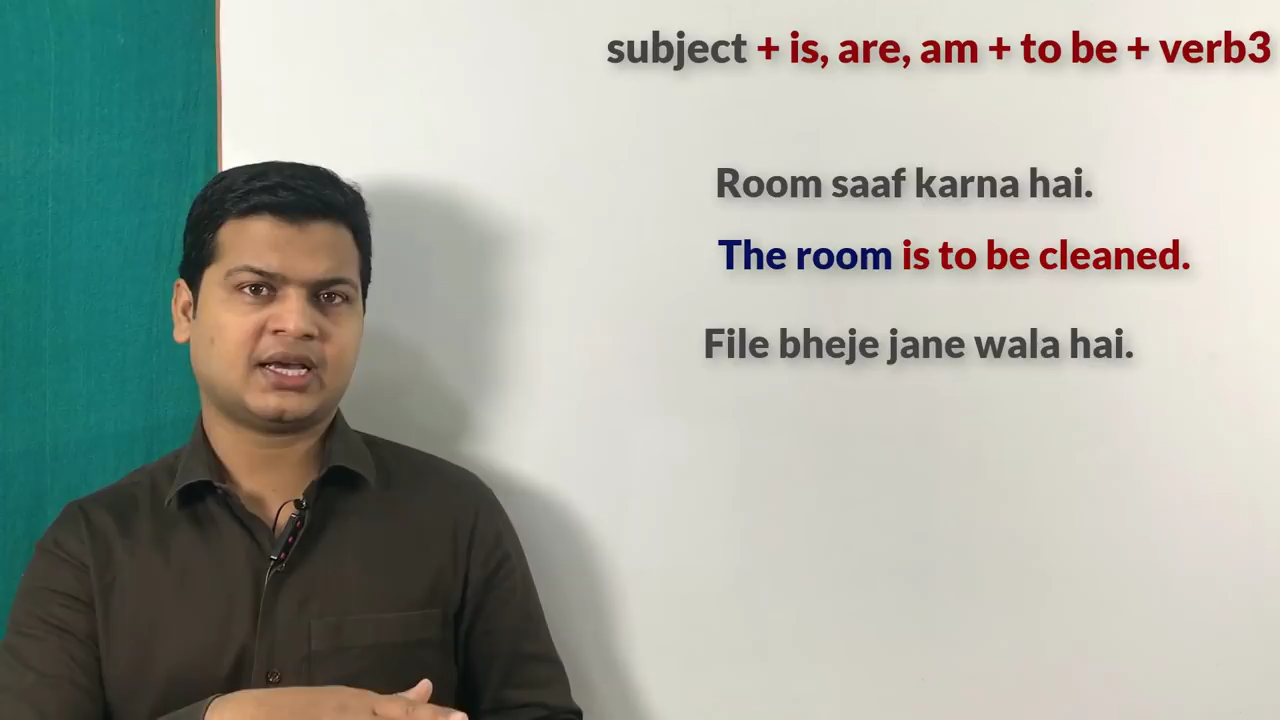 subject + is, are, am + to be + verb3
Room saaf karna hai.
The room is to be cleaned.
File bheje jane wala hai.